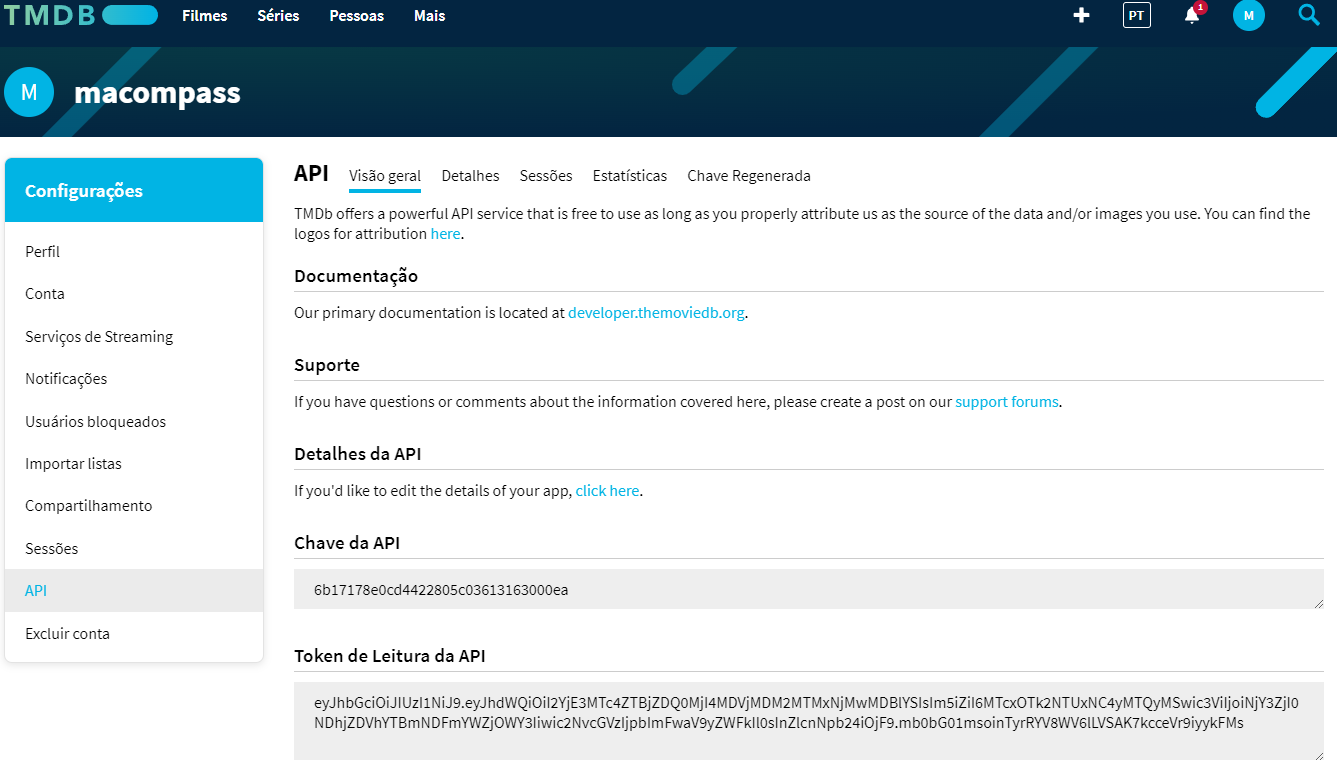 TMDB
Filmes Séries Pessoas Mais
+ PT 1 M
M macompass
Configurações
Perfil
Conta
Serviços de Streaming
Notificações
Usuários bloqueados
Importar listas
Compartilhamento
Sessões
API
Excluir conta
API Visão geral Detalhes Sessões Estatísticas Chave Regenerada
TMDb offers a powerful API service that is free to use as long as you properly attribute us as the source of the data and/or images you use. You can find the
logos for attribution here.
Documentação
Our primary documentation is located at developer.themoviedb.org.
Suporte
If you have questions or comments about the information covered here, please create a post on our support forums.
Detalhes da API
If you'd like to edit the details of your app, click here.
Chave da API
6b17178e0cd4422805c03613163000ea
Token de Leitura da API
eyJhbGciOiJIUzI1NiJ9.eyJhdWQiOiI2YjE3MTc4ZTBjZDQ0MjI4MDVjMDM2MTMxNjMwMDBlYSIsIm5iZiI6MTcxOTk2NTUxNC4yMTQyMSwic3ViIjoiNjY3ZjI0
NDhjZDVhYTBmNDFmYWZjOWY3Iiwic2NvcGVzIjpbImFwaV9yZWFkIl0sInZlcnNpb24iOjF9.mb0bG01msoinTyrRYV8WV6lLVSAK7kcceVr9iyykFMs